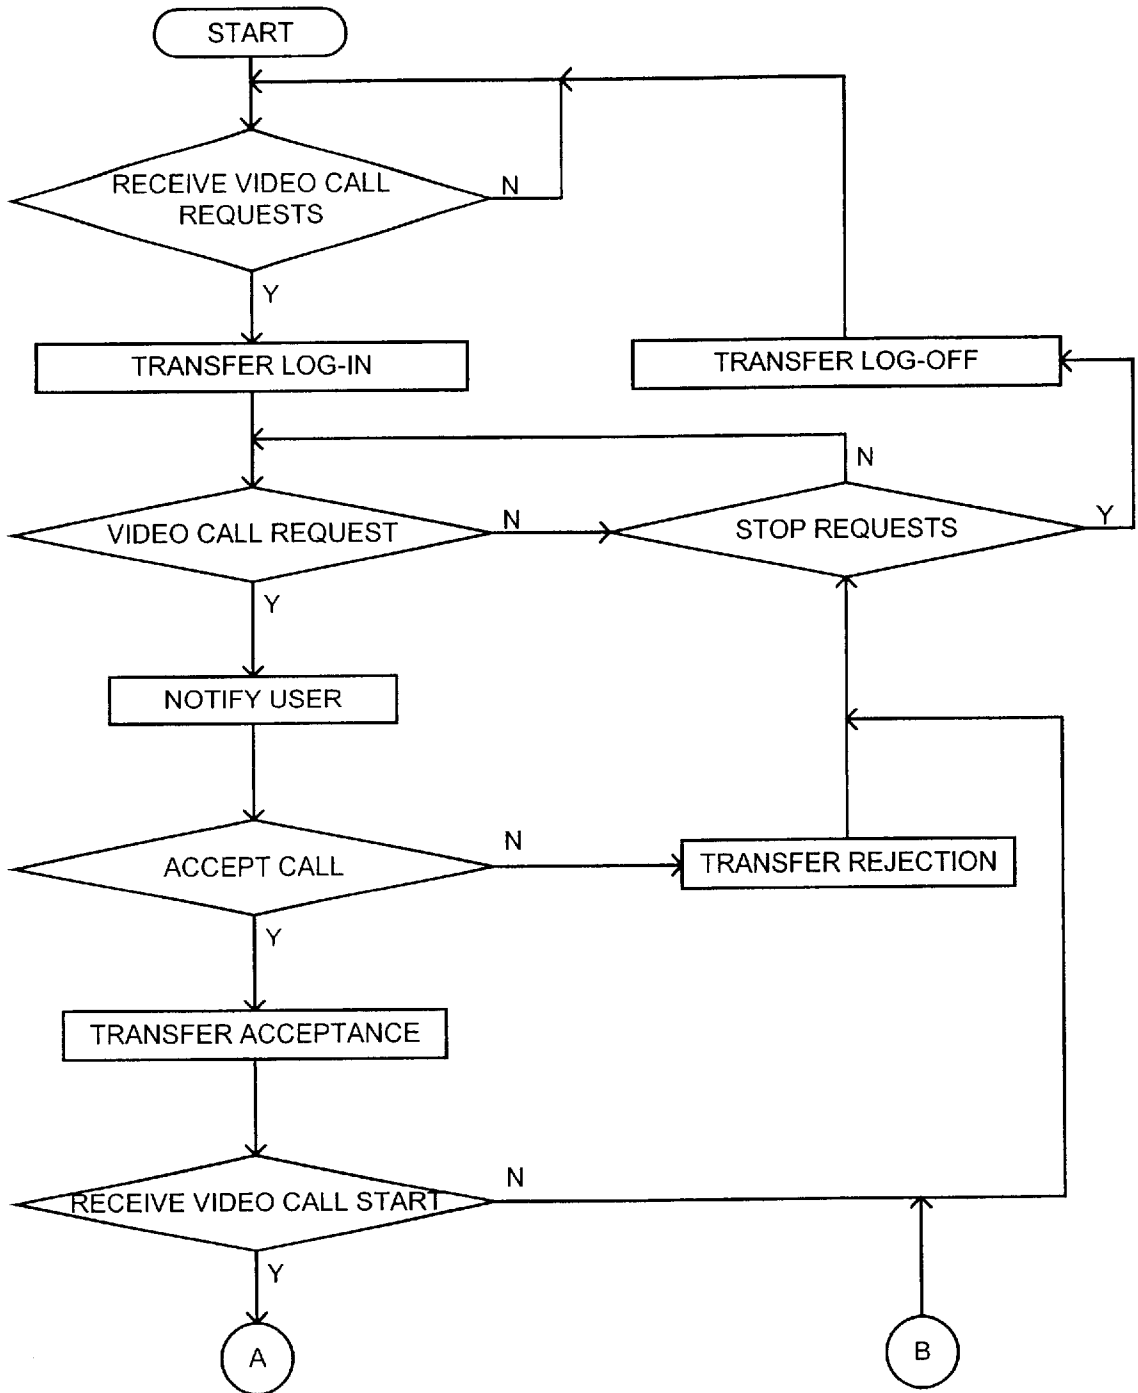 START
RECEIVE VIDEO CALL
REQUESTS
N
Y
TRANSFER LOG-IN
TRANSFER LOG-OFF
N
VIDEO CALL REQUEST
N
STOP REQUESTS
Y
Y
NOTIFY USER
ACCEPT CALL
N
TRANSFER REJECTION
Y
TRANSFER ACCEPTANCE
RECEIVE VIDEO CALL START
N
Y
A
B